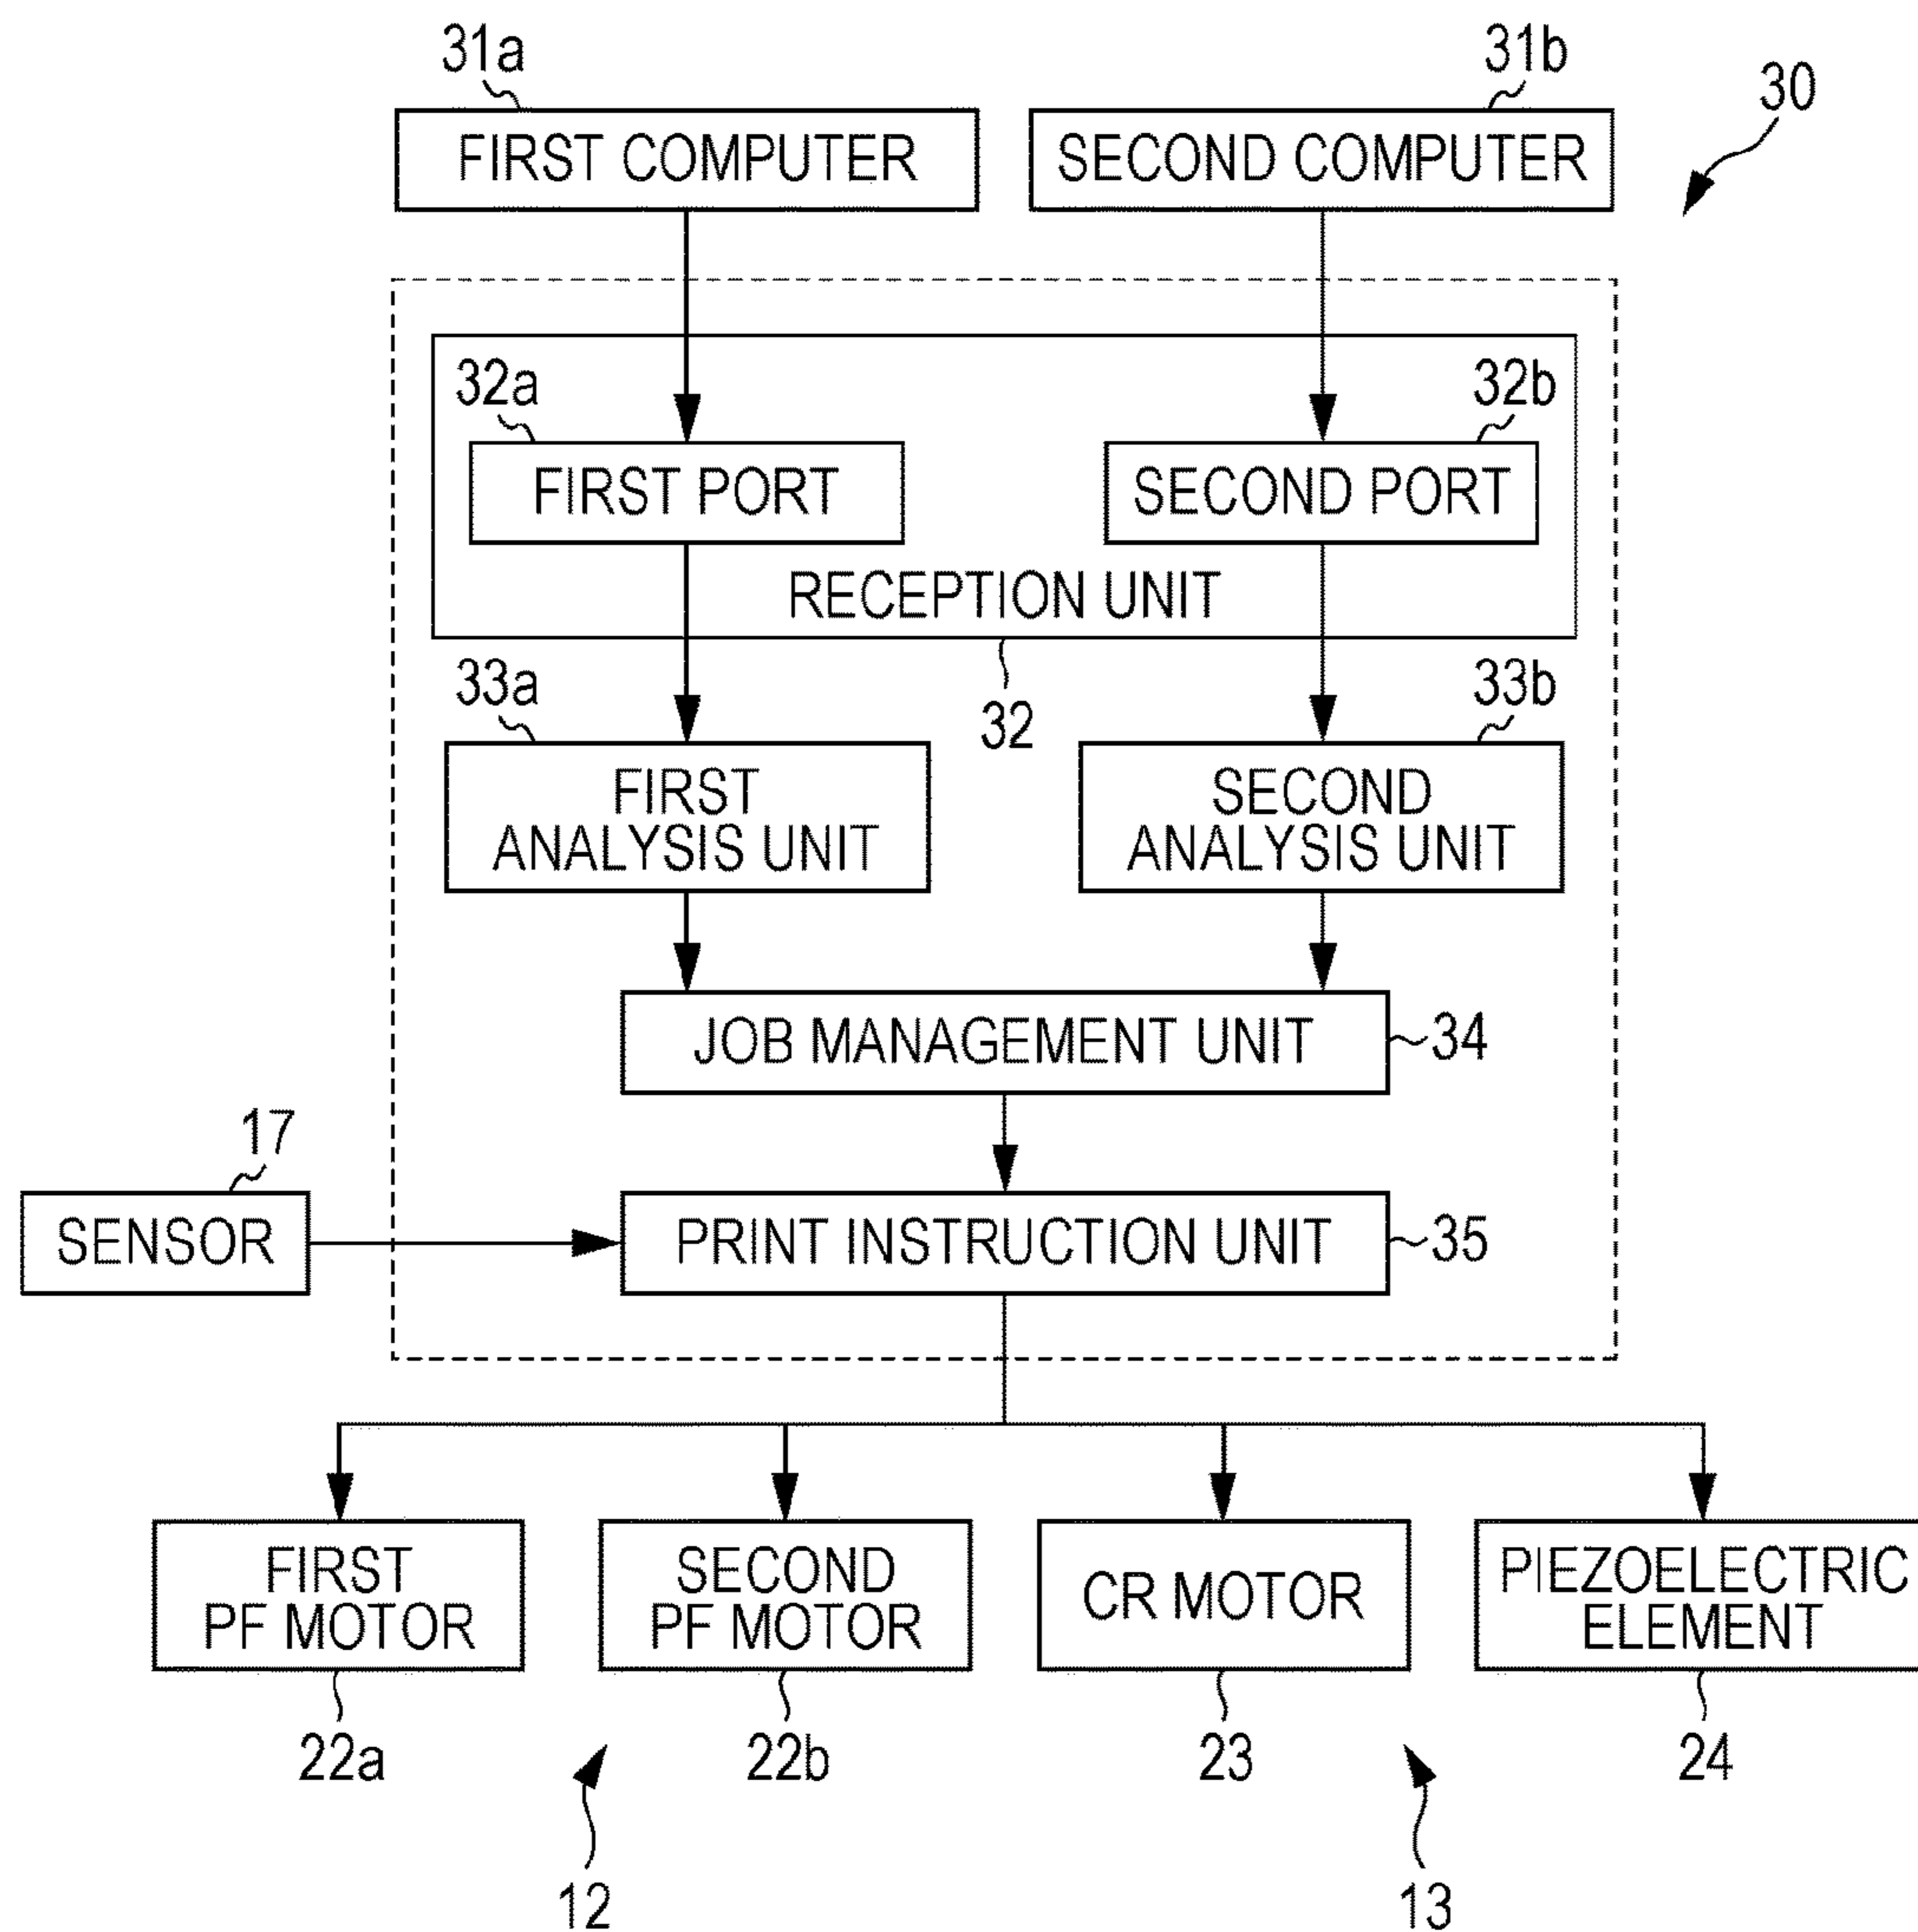 31a
31b
30
FIRST COMPUTER
SECOND COMPUTER
32a
32b
FIRST PORT
SECOND PORT
RECEPTION UNIT
33a
32
33b
FIRST
ANALYSIS UNIT
SECOND
ANALYSIS UNIT
JOB MANAGEMENT UNIT
34
17
SENSOR
PRINT INSTRUCTION UNIT
35
FIRST
PF MOTOR
SECOND
PF MOTOR
CR MOTOR
PIEZOELECTRIC
ELEMENT
22a
22b
23
24
12
13